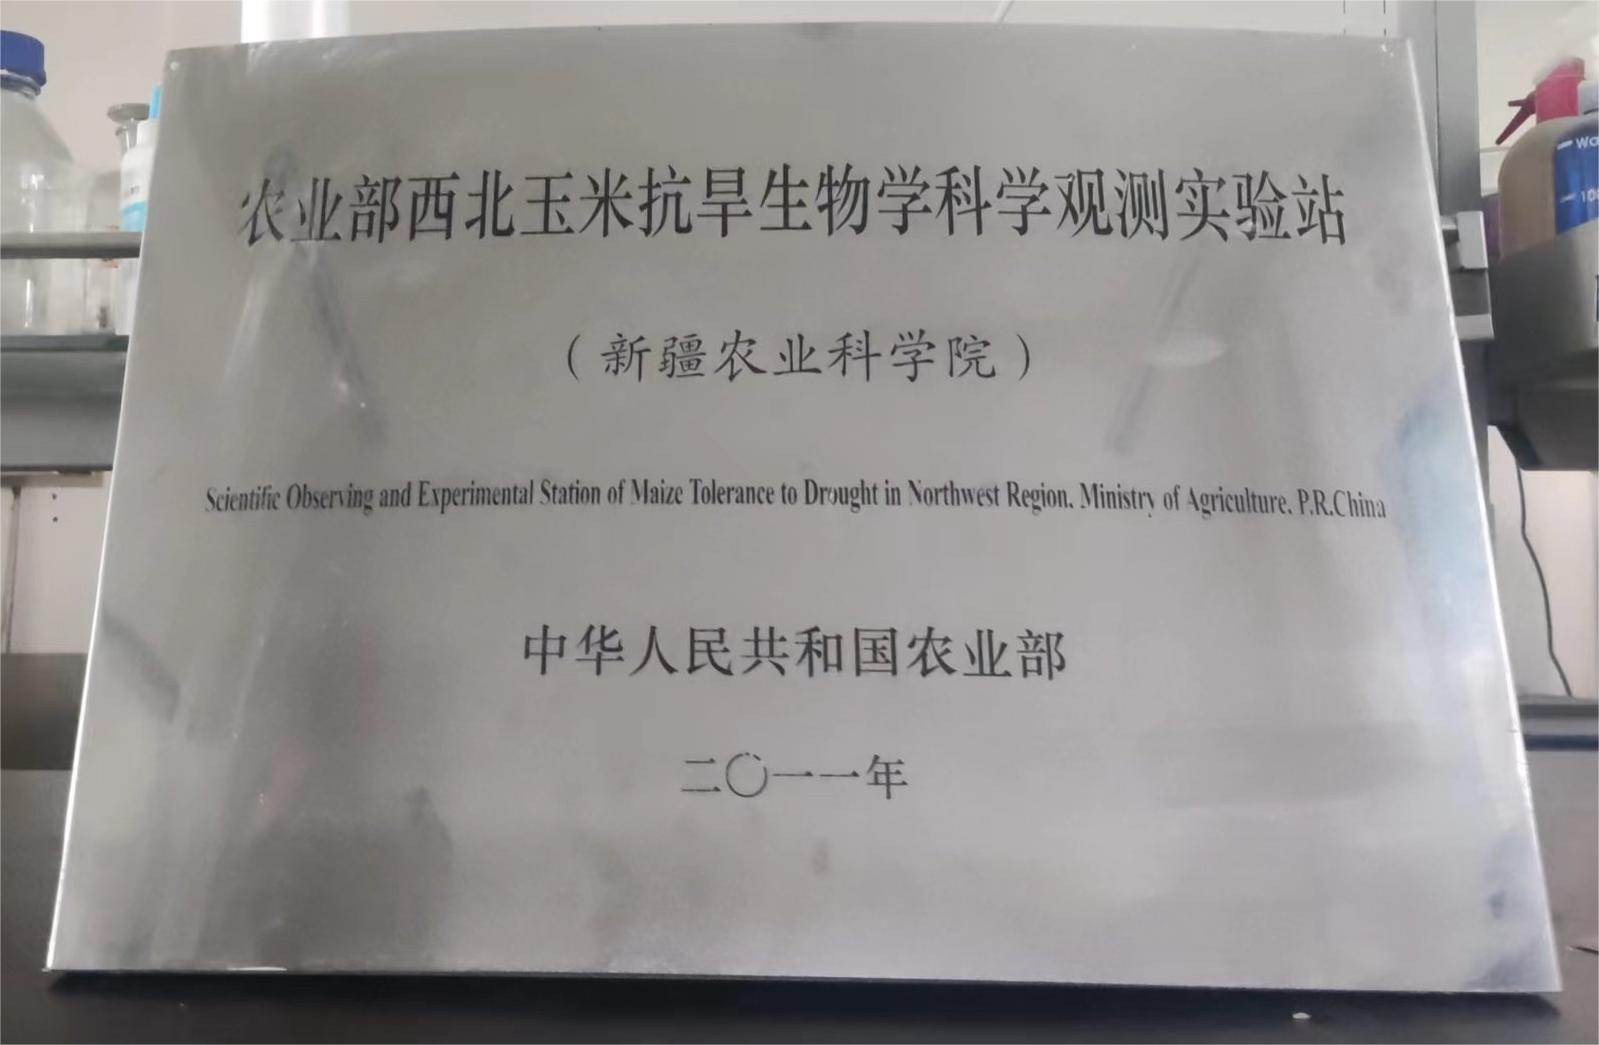 农业部西北玉米抗旱生物学科学观测实验站
（新疆农业科学院）
Scientific Observing and Experimental Station of Maize Tolerance to Drought in Northwest Region. Ministry of Agriculture. P.R.China
中华人民共和国农业部
二〇一一年